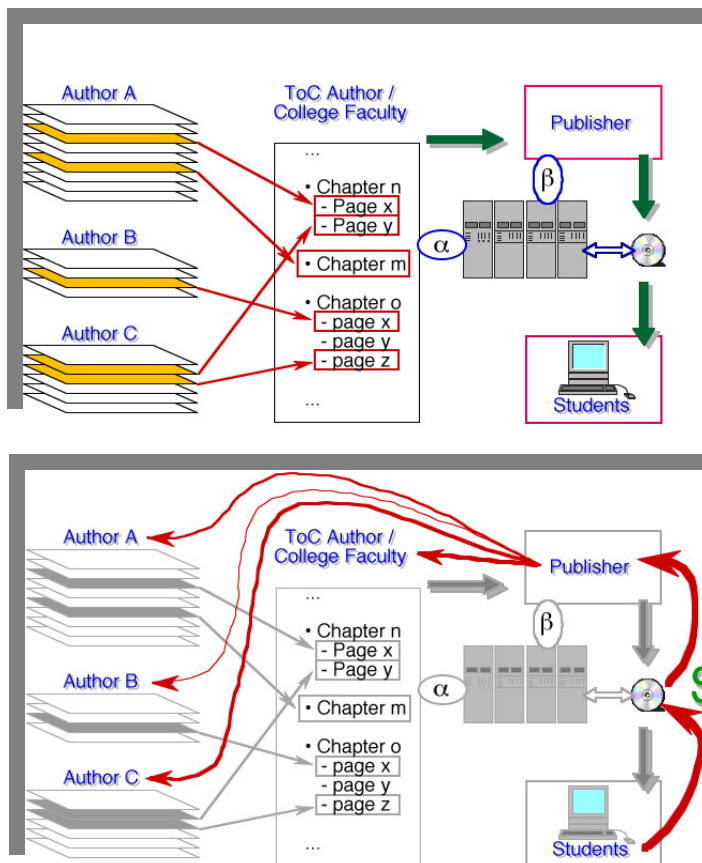 Author A
ToC Author /
College Faculty
Publisher
...
• Chapter n
- Page x
- Page y
• Chapter m
• Chapter o
- page x
- page y
- page z
...
Author B
Author C
α
β
Students
Author A
ToC Author /
College Faculty
Publisher
...
• Chapter n
- Page x
- Page y
• Chapter m
• Chapter o
- page x
- page y
- page z
...
Author B
Author C
α
β
$
Students